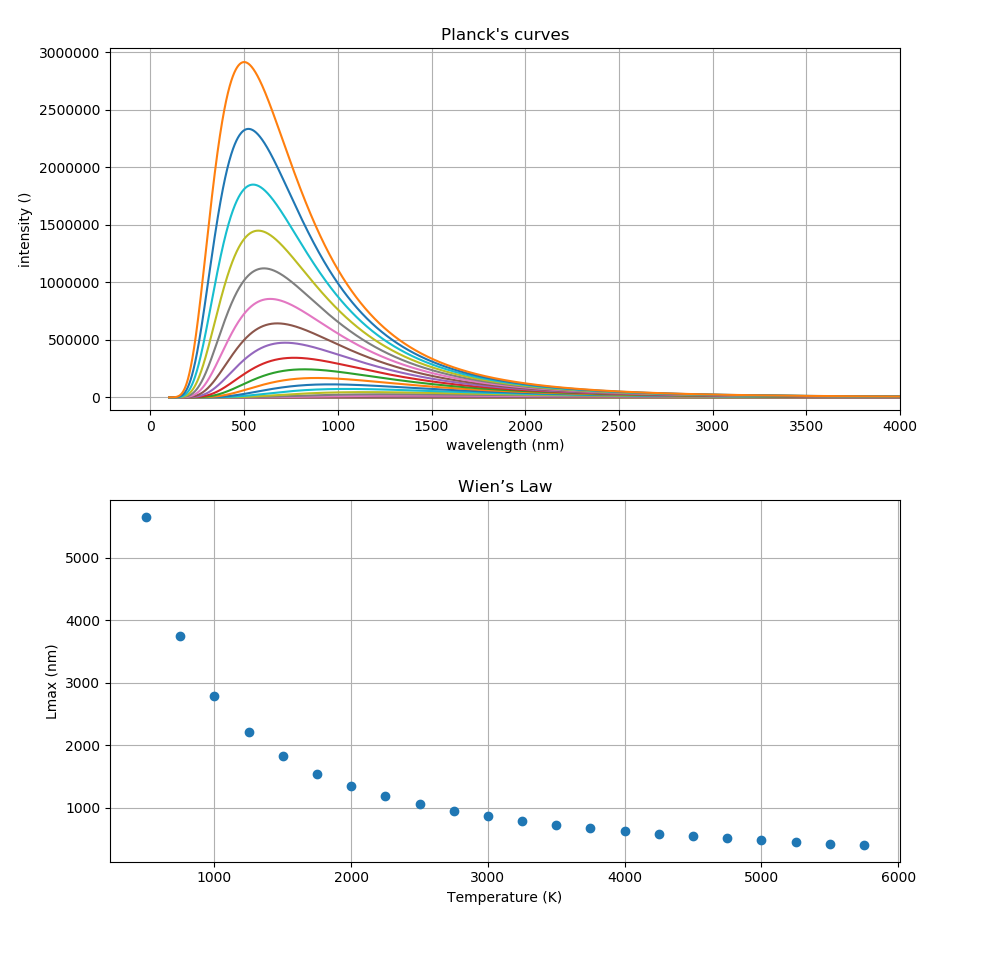 Planck's curves
3000000
2500000
2000000
1500000
1000000
500000
0
intensity ()
0 500 1000 1500 2000 2500 3000 3500 4000
wavelength (nm)
Wien’s Law
5000
4000
3000
2000
1000
Lmax (nm)
1000 2000 3000 4000 5000 6000
Temperature (K)